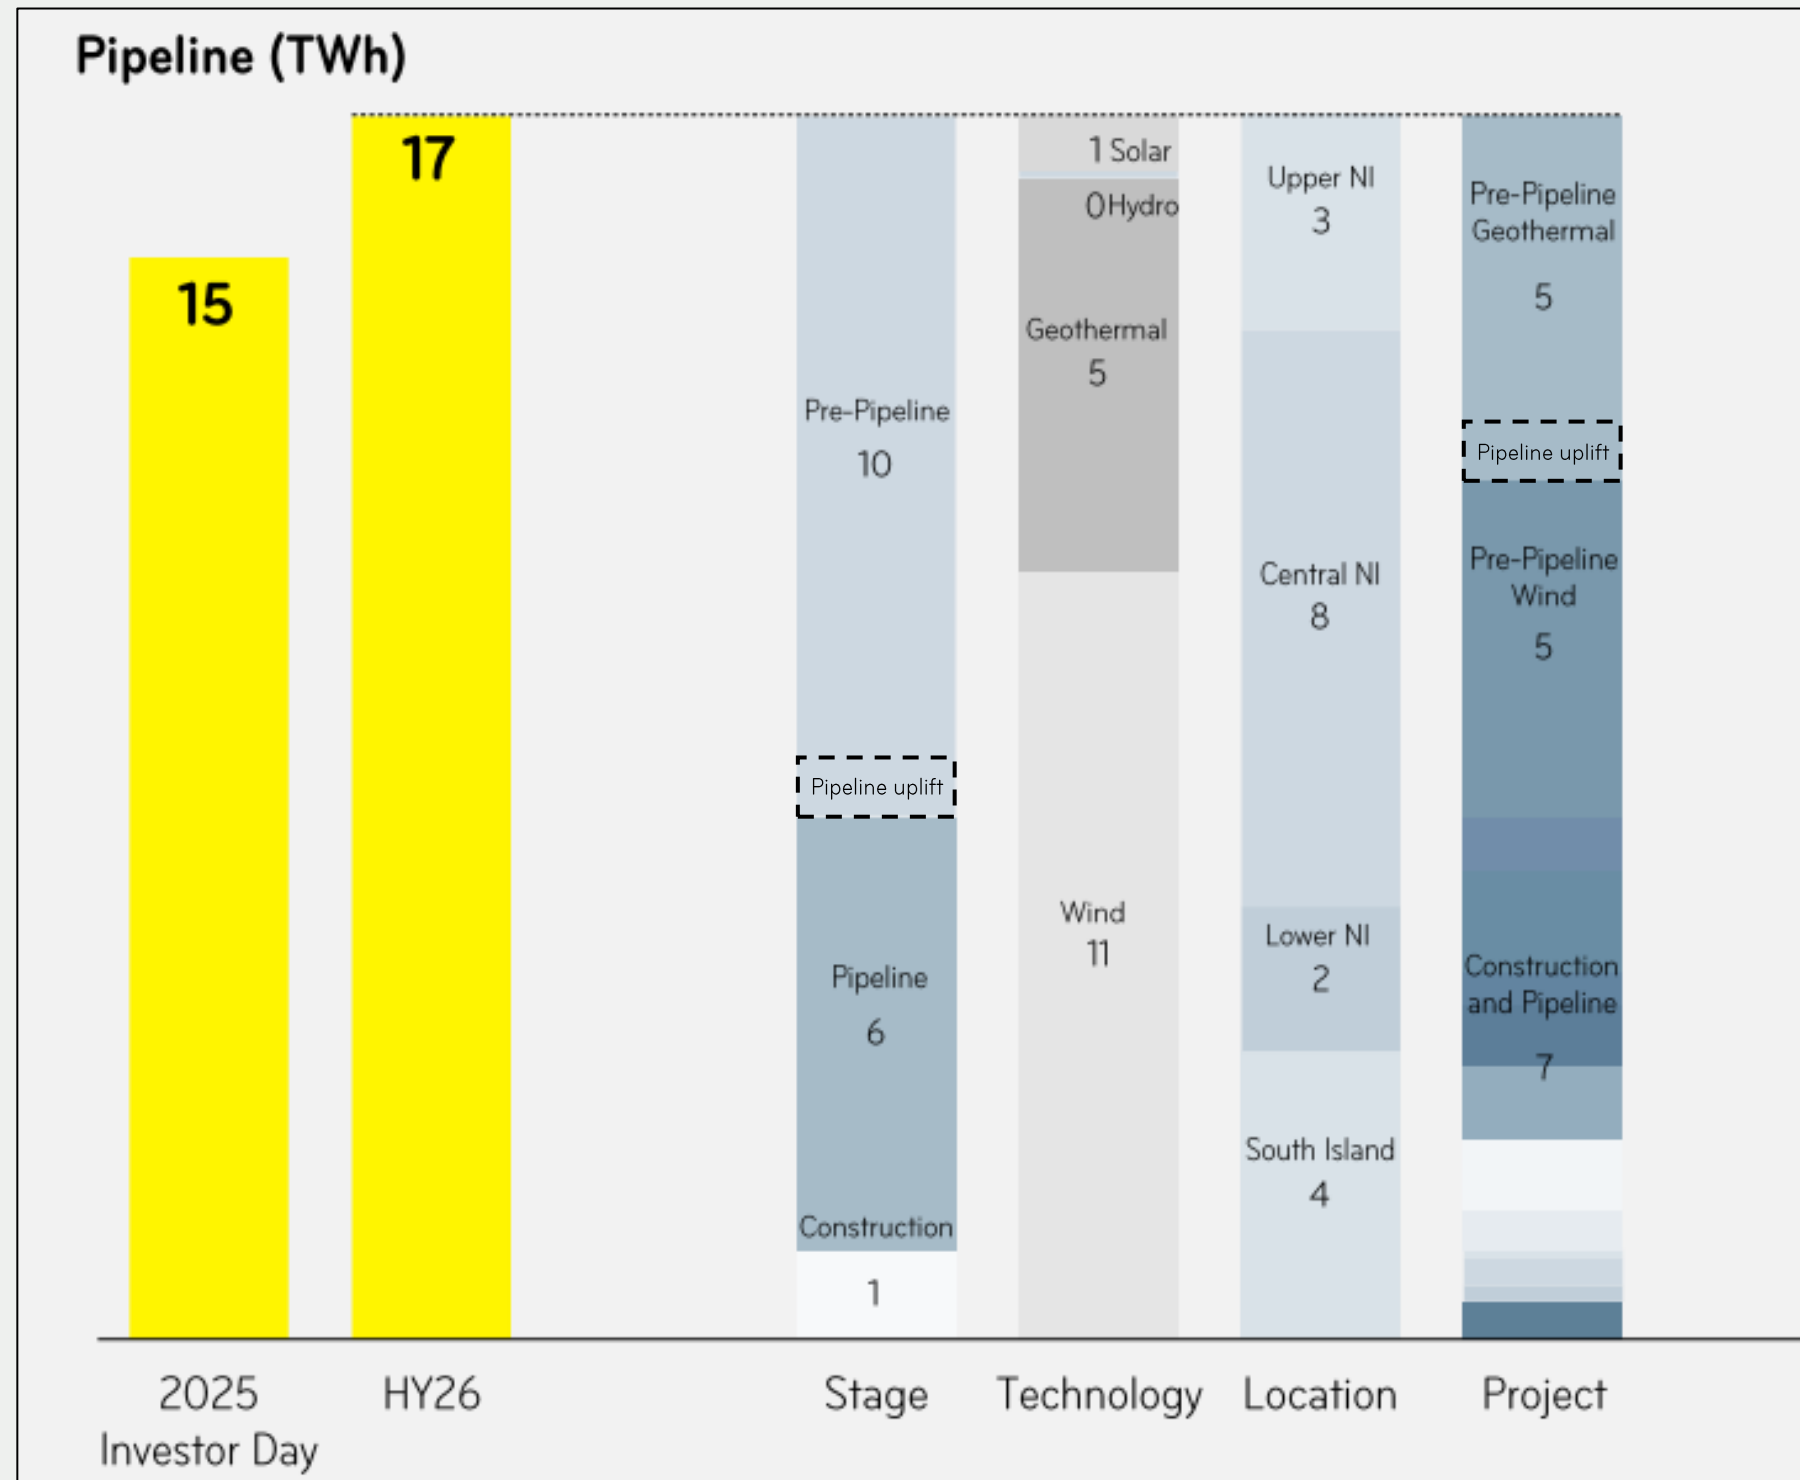 Pipeline (TWh)
15
17
Pre-Pipeline
10
Pipeline uplift
Pipeline
6
Construction
1
1 Solar
0 Hydro
Geothermal
5
Wind
11
Upper NI
3
Central NI
8
Lower NI
2
South Island
4
Pre-Pipeline
Geothermal
5
Pipeline uplift
Pre-Pipeline
Wind
5
Construction
and Pipeline
7
2025
Investor Day
HY26
Stage
Technology
Location
Project